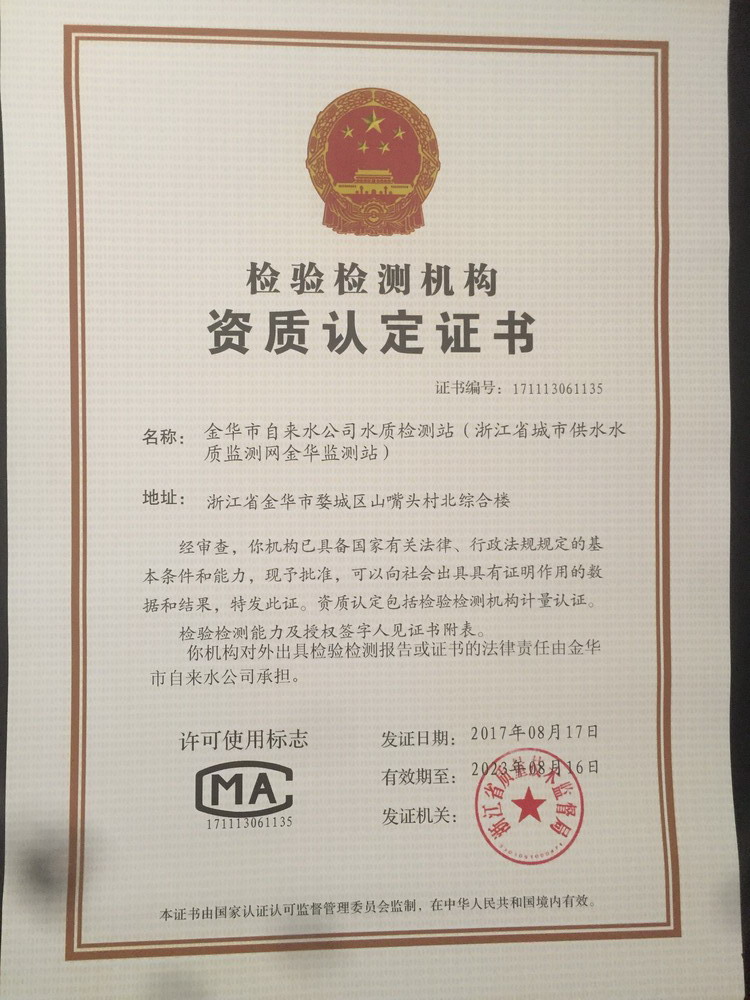 检验检测机构
资质认定证书
证书编号：171113061135
名称：金华市自来水公司水质检测站（浙江省城市供水水
质监测网金华监测站）
地址：浙江省金华市婺城区山嘴头村北综合楼
经审查，你机构已具备国家有关法律、行政法规规定的基
本条件和能力，现予批准，可以向社会出具具有证明作用的数
据和结果，特发此证。资质认定包括检验检测机构计量认证。
检验检测能力及授权签字人见证书附表。
你机构对外出具检验检测报告或证书的法律责任由金华
市自来水公司承担。
许可使用标志
MA
171113061135
发证日期：2017年08月17日
有效期至：2023年08月16日
发证机关：
浙江省质量技术监督局
本证书由国家认证认可监督管理委员会监制，在中华人民共和国境内有效。